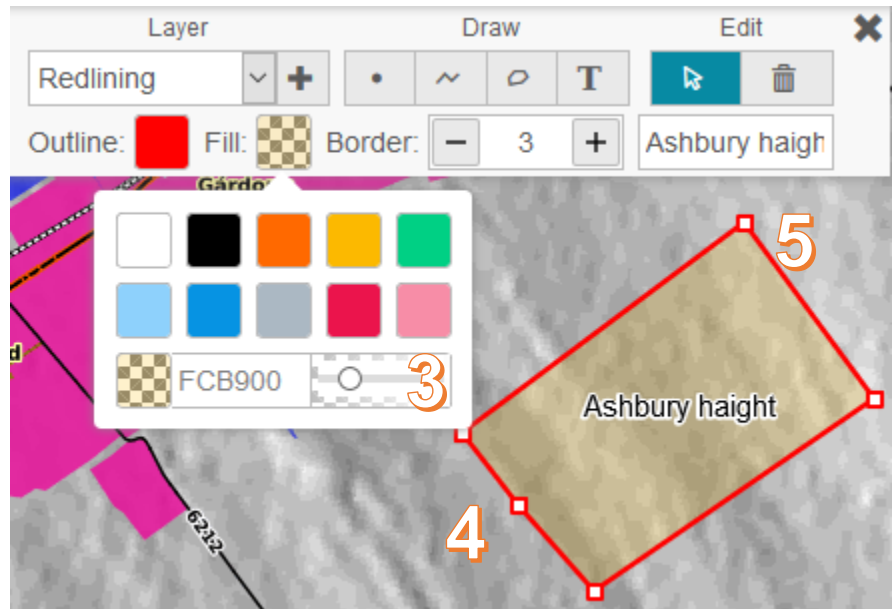 Layer Draw Edit
Redlining T
Outline: Fill: Border: 3 Ashbury haigh
5
FCB900 3
Ashbury haight
4
6212